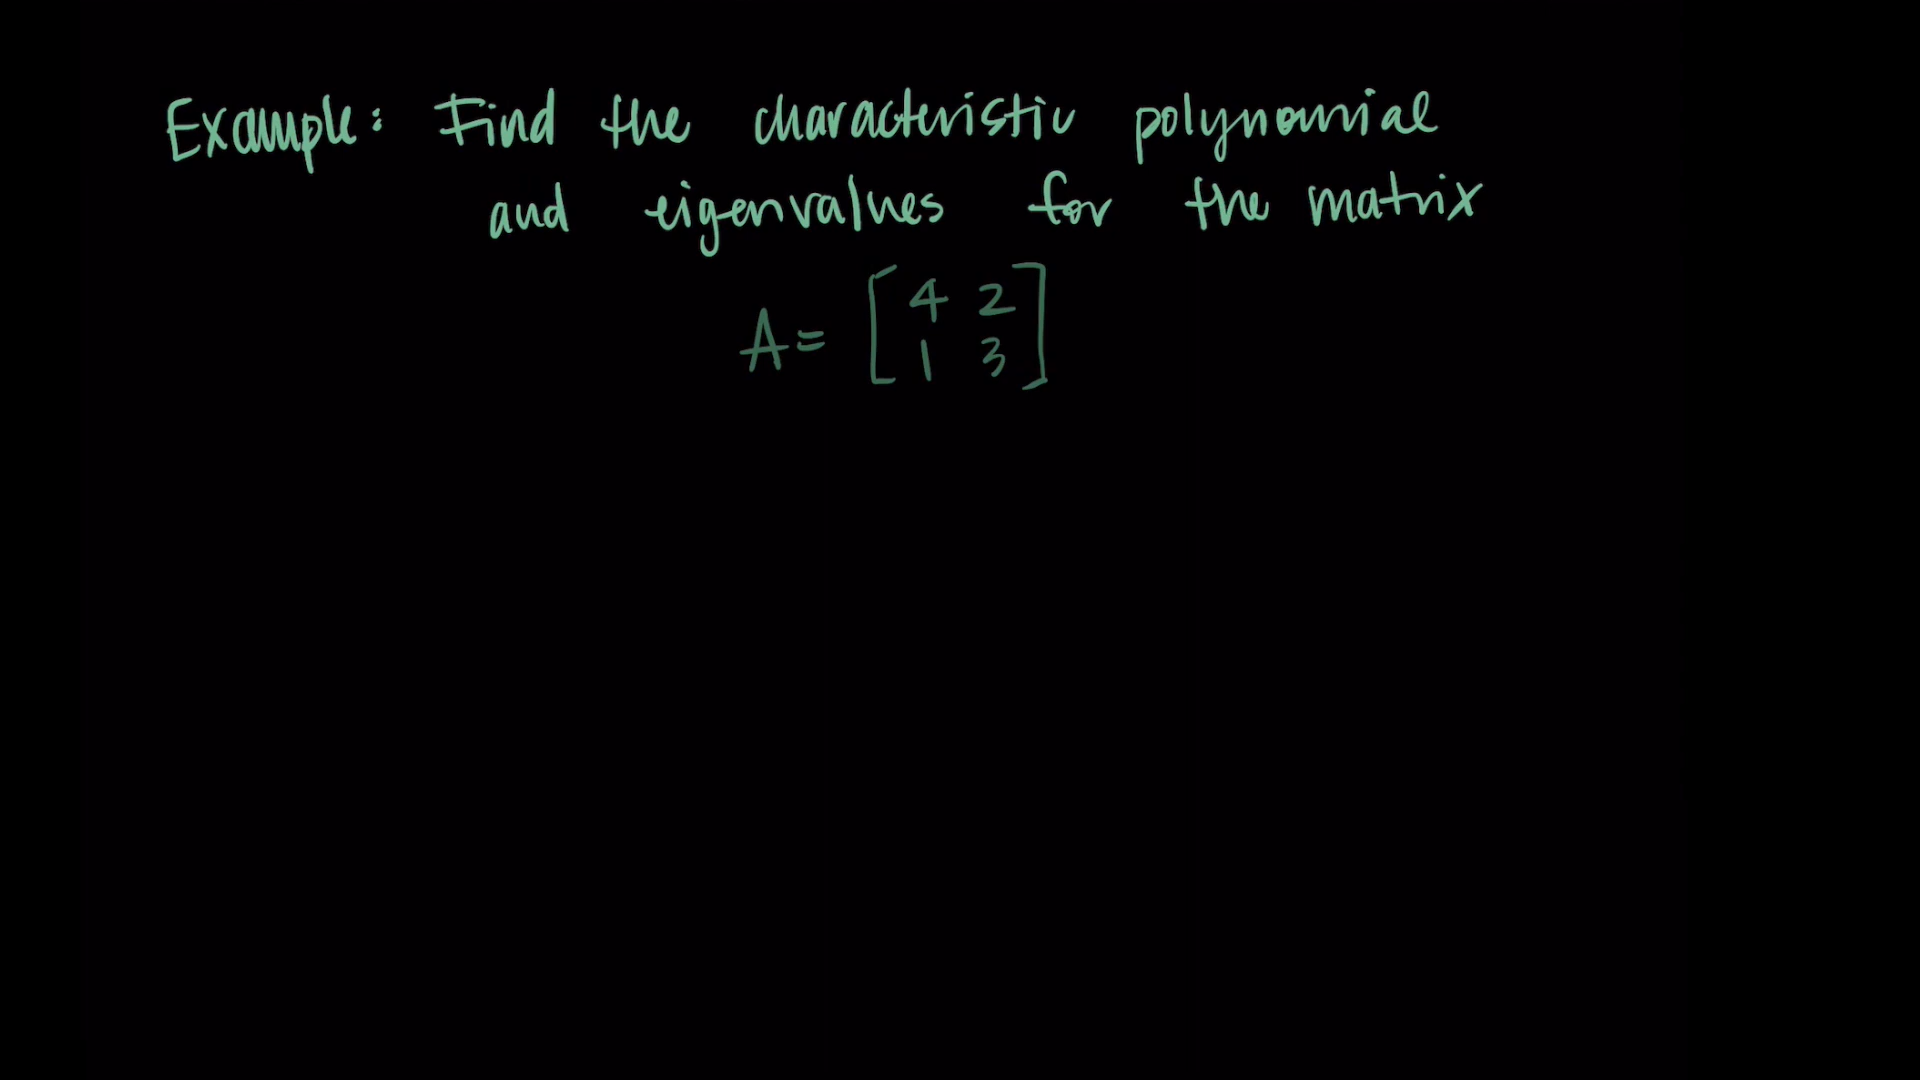 Example: Find the characteristic polynomial
and eigenvalues for the matrix
A = [4 2
1 3]